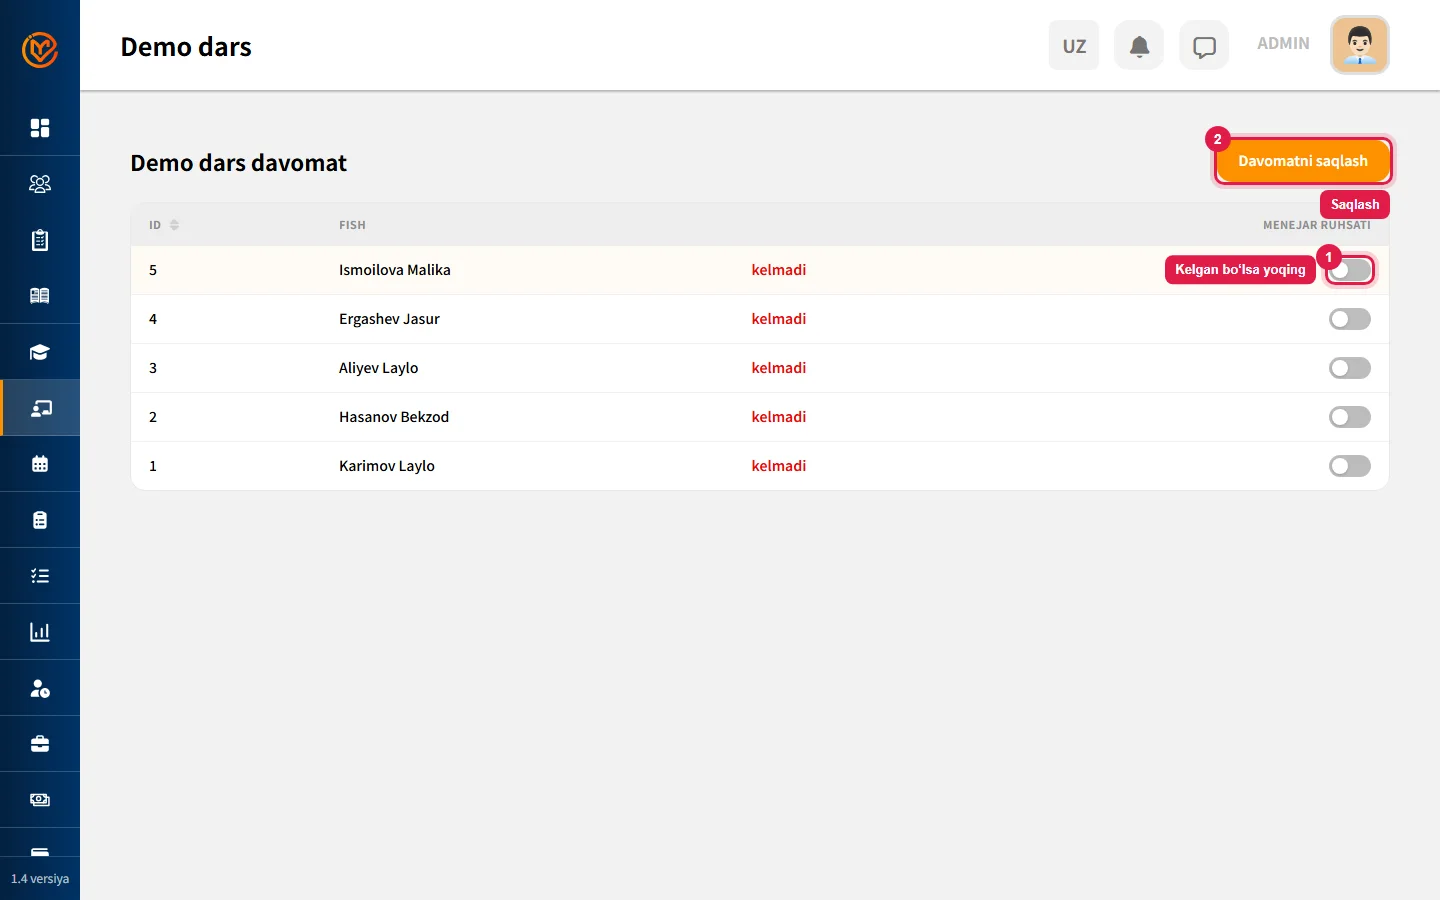 Demo dars
UZ
ADMIN
Demo dars davomat
2
Davomatni saqlash
Saqlash
ID
FISH
MENEJAR RUHSATI
5
Ismoilova Malika
kelmadi
Kelgan bo‘lsa yoqing
1
4
Ergashev Jasur
kelmadi
3
Aliyev Laylo
kelmadi
2
Hasanov Bekzod
kelmadi
1
Karimov Laylo
kelmadi
1.4 versiya